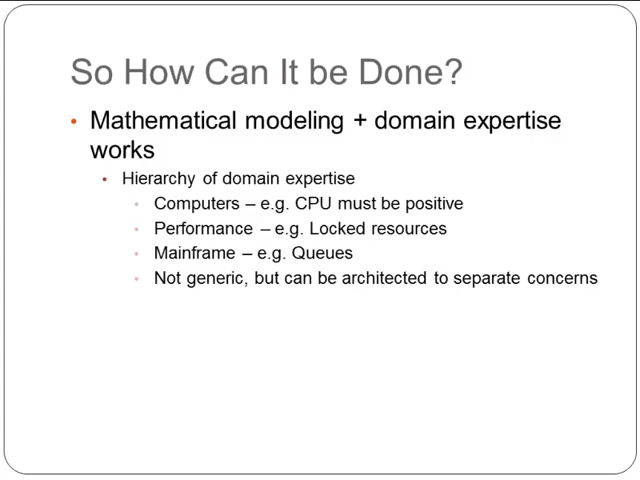 So How Can It be Done?
• Mathematical modeling + domain expertise
works
• Hierarchy of domain expertise
• Computers – e.g. CPU must be positive
• Performance – e.g. Locked resources
• Mainframe – e.g. Queues
• Not generic, but can be architected to separate concerns